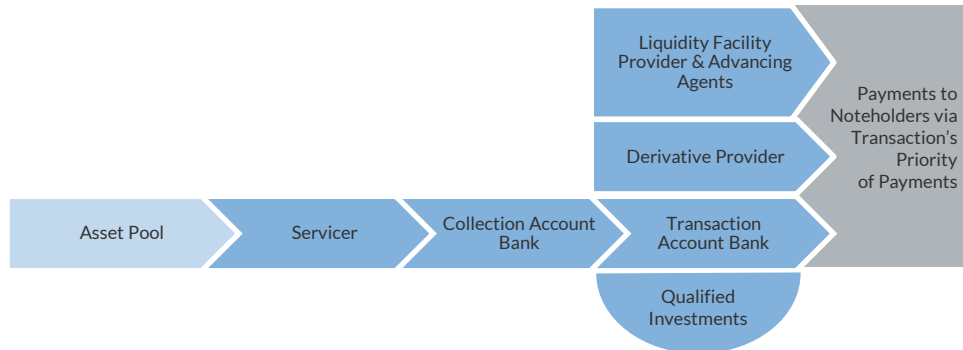 Liquidity Facility
Provider & Advancing
Agents
Payments to
Noteholders via
Transaction’s
Priority
of Payments
Derivative Provider
Asset Pool
Servicer
Collection Account
Bank
Transaction
Account Bank
Qualified
Investments